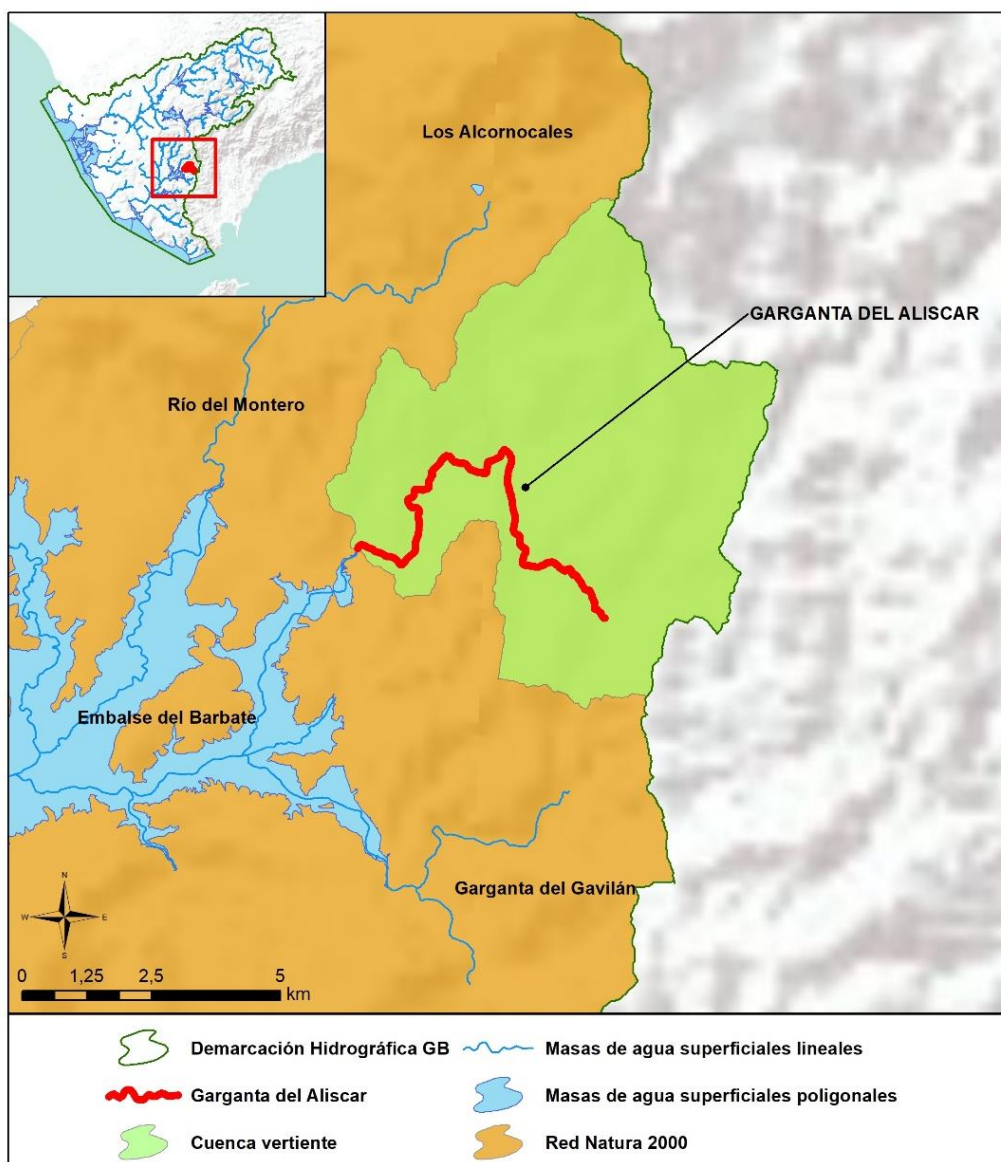 Los Alcornocales
GARGANTA DEL ALISCAR
Río del Montero
Embalse del Barbate
Garganta del Gavilán
N
W E
S
0 1,25 2,5 5
km
Demarcación Hidrográfica GB
Masas de agua superficiales lineales
Garganta del Aliscar
Masas de agua superficiales poligonales
Cuenca vertiente
Red Natura 2000